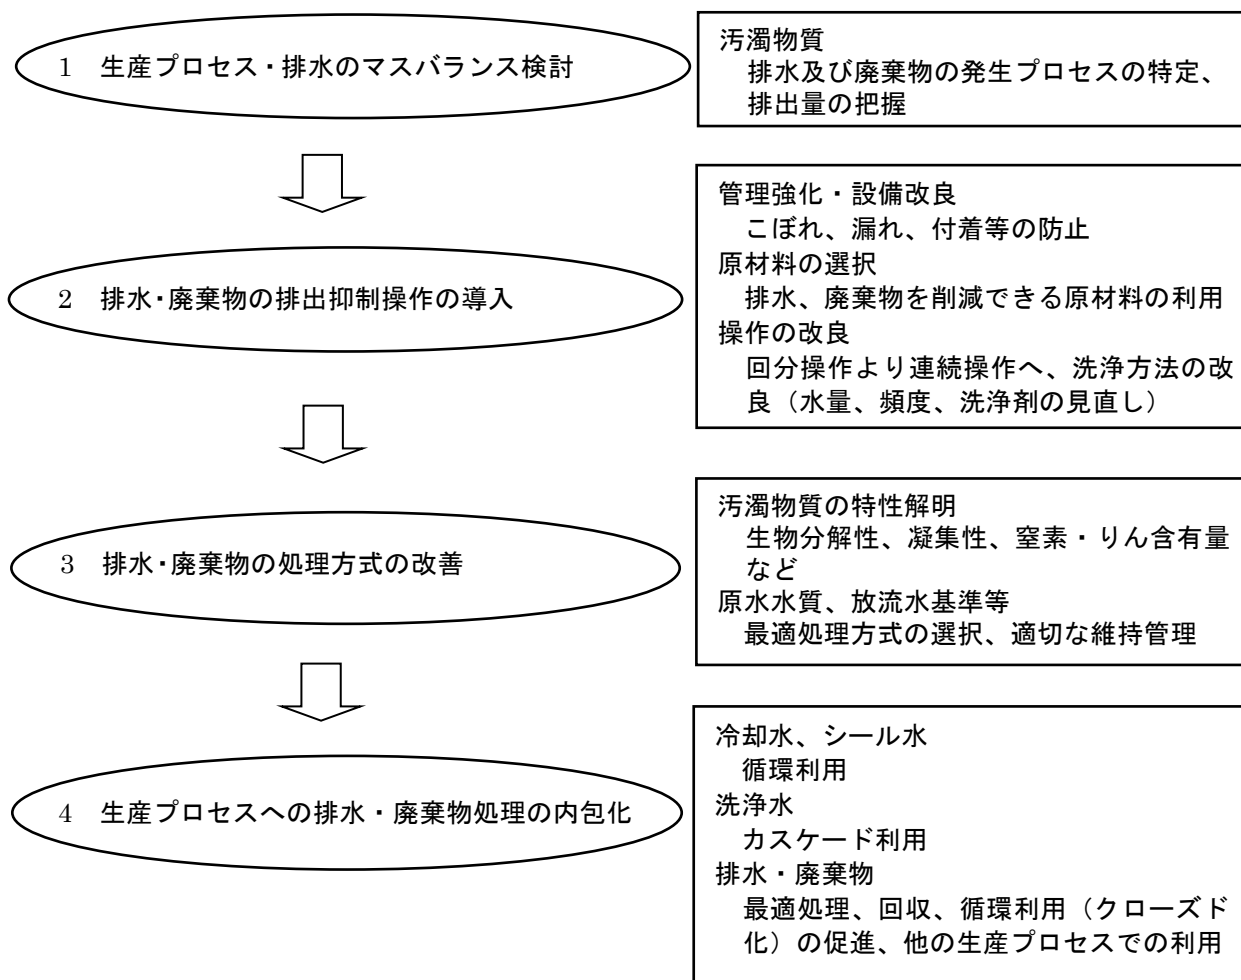 1 生産プロセス・排水のマスバランス検討
汚濁物質
排水及び廃棄物の発生プロセスの特定、
排出量の把握
2 排水・廃棄物の排出抑制操作の導入
管理強化・設備改良
こぼれ、漏れ、付着等の防止
原材料の選択
排水、廃棄物を削減できる原材料の利用
操作の改良
回分操作より連続操作へ、洗浄方法の改
良（水量、頻度、洗浄剤の見直し）
3 排水・廃棄物の処理方式の改善
汚濁物質の特性解明
生物分解性、凝集性、窒素・りん含有量
など
原水水質、放流水基準等
最適処理方式の選択、適切な維持管理
4 生産プロセスへの排水・廃棄物処理の内包化
冷却水、シール水
循環利用
洗浄水
カスケード利用
排水・廃棄物
最適処理、回収、循環利用（クローズド
化）の促進、他の生産プロセスでの利用